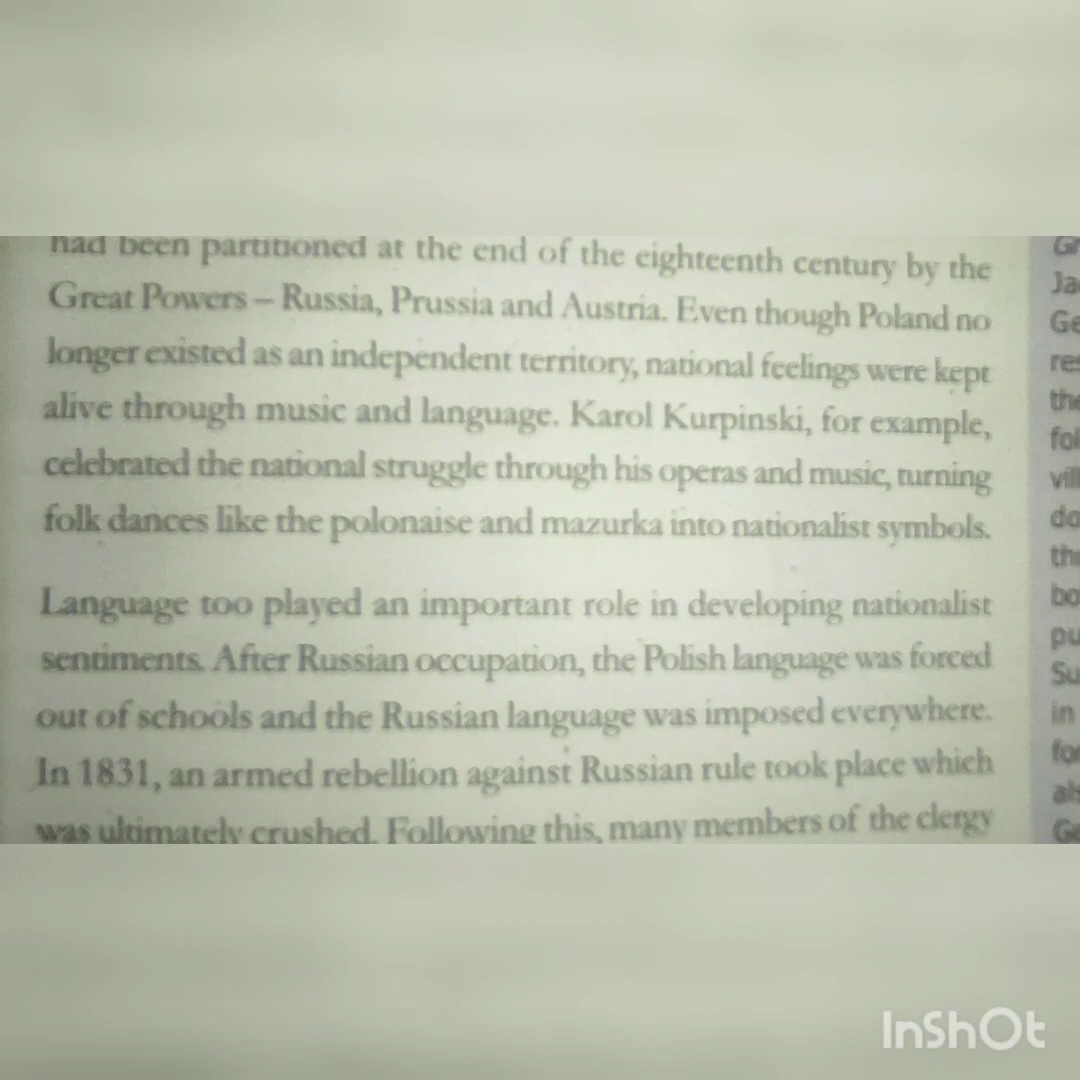 had been partitioned at the end of the eighteenth century by the
Great Powers – Russia, Prussia and Austria. Even though Poland no
longer existed as an independent territory, national feelings were kept
alive through music and language. Karol Kurpinski, for example,
celebrated the national struggle through his operas and music, turning
folk dances like the polonaise and mazurka into nationalist symbols.
Language too played an important role in developing nationalist
sentiments. After Russian occupation, the Polish language was forced
out of schools and the Russian language was imposed everywhere.
In 1831, an armed rebellion against Russian rule took place which
was ultimately crushed. Following this, many members of the clergy
InShOt